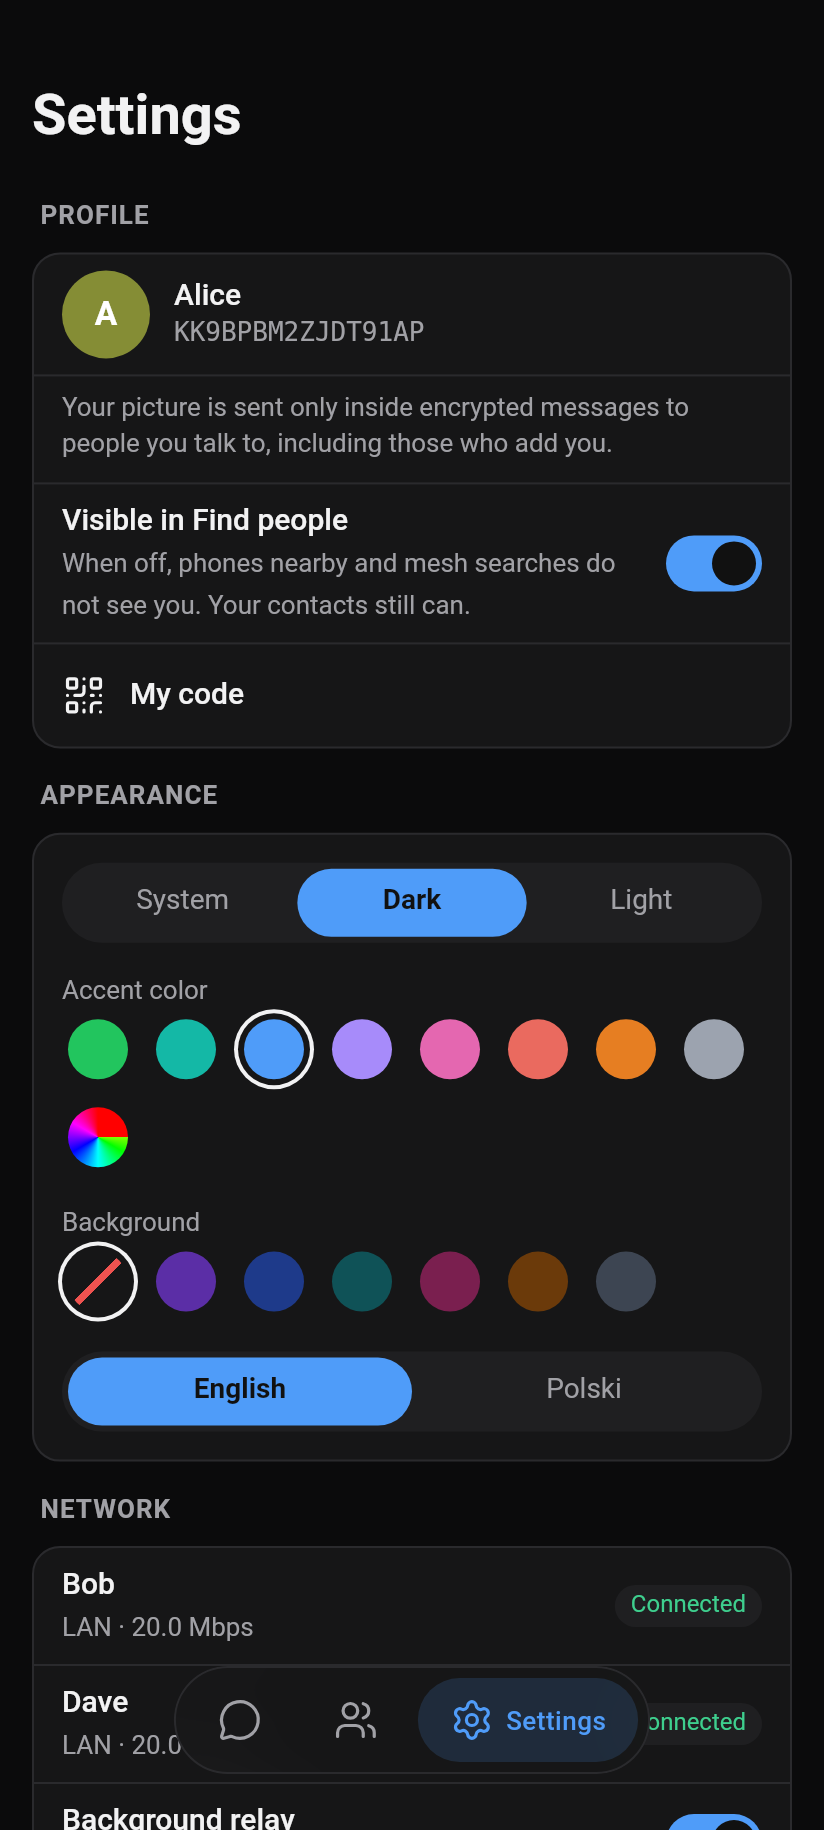 Settings
PROFILE
A
Alice
KK9BPBM2ZJDT91AP
Your picture is sent only inside encrypted messages to
people you talk to, including those who add you.
Visible in Find people
When off, phones nearby and mesh searches do
not see you. Your contacts still can.
My code
APPEARANCE
System Dark Light
Accent color
Background
English Polski
NETWORK
Bob
Connected
LAN · 20.0 Mbps
Dave
LAN · 20.0
onnected
Settings
Background relay